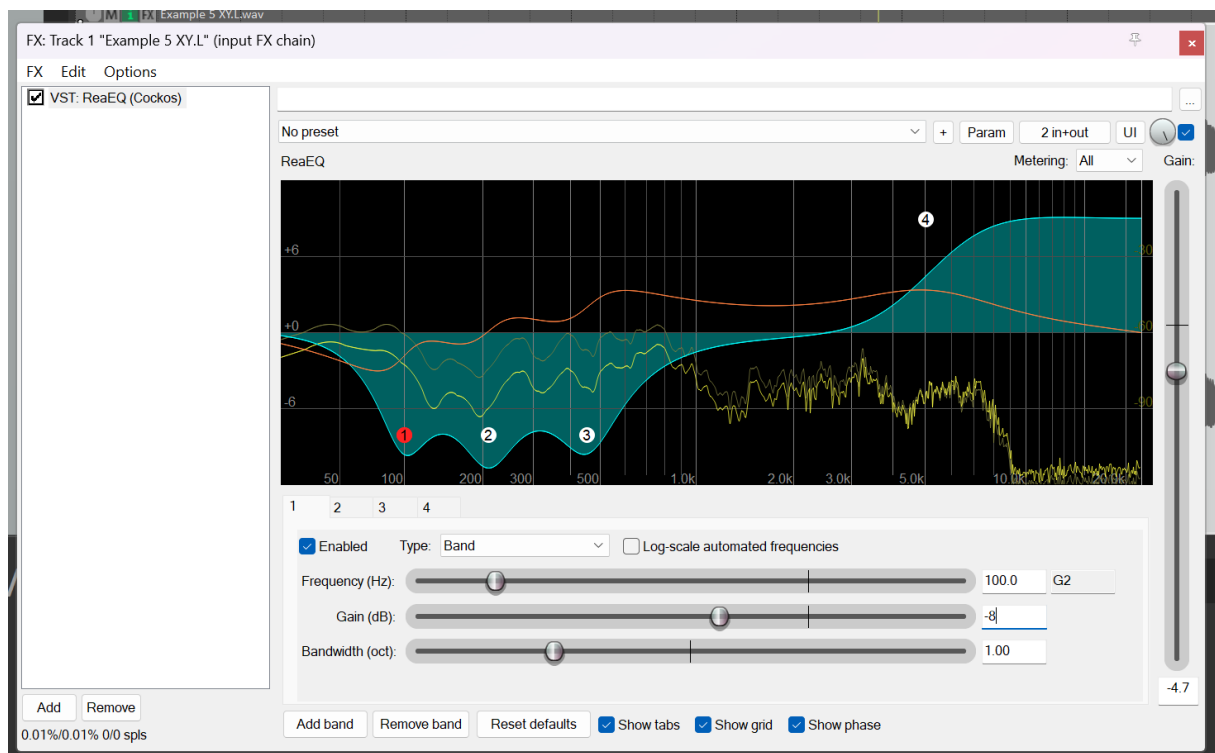 M 1 FX Example 5 XY.L.wav
FX: Track 1 "Example 5 XY.L" (input FX chain)
FX Edit Options
VST: ReaEQ (Cockos)
...
No preset + Param 2 in+out UI
ReaEQ Metering: All Gain:
4
+6 -30
+0 -60
-6 -90
1 2 3
50 100 200 300 500 1.0k 2.0k 3.0k 5.0k 10.0k 20.0k
1 2 3 4
Enabled Type: Band Log-scale automated frequencies
Frequency (Hz): 100.0 G2
Gain (dB): -8
Bandwidth (oct): 1.00
-4.7
Add Remove Add band Remove band Reset defaults Show tabs Show grid Show phase
0.01%/0.01% 0/0 spls